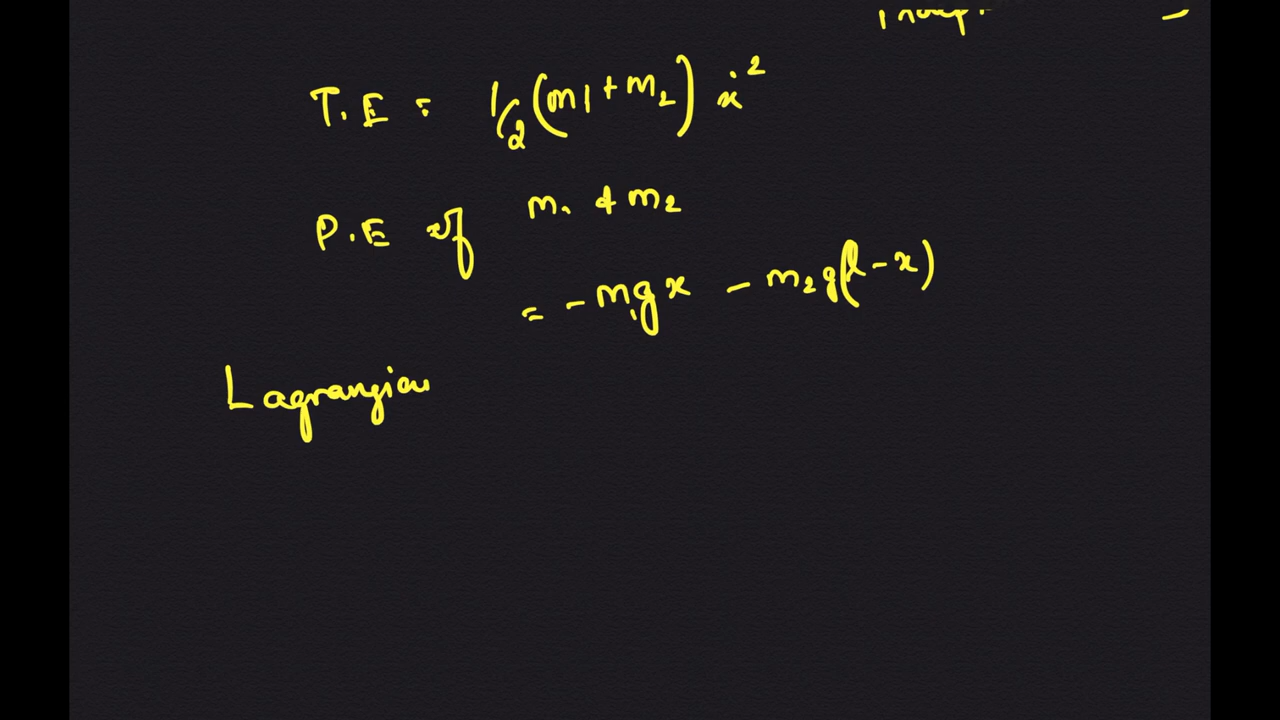 T.E = 1/2 (m1 + m2) ẋ²
P.E of m1 & m2
= - m1gx - m2g(l - x)
Lagrangian